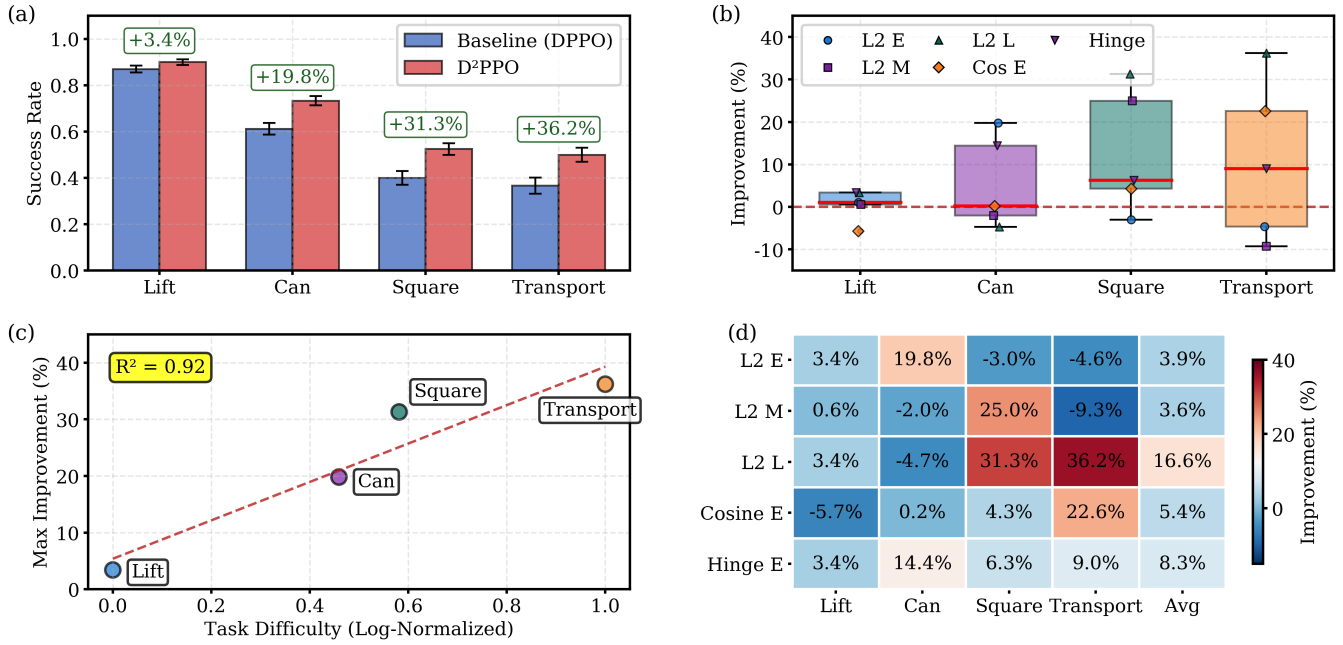 (a)
Success Rate
1.0
0.8
0.6
0.4
0.2
0.0
+3.4%
+19.8%
+31.3%
+36.2%
Baseline (DPPO)
D²PPO
Lift Can Square Transport
(b)
Improvement (%)
40
30
20
10
0
-10
L2 E L2 L Hinge
L2 M Cos E
Lift Can Square Transport
(c)
Max Improvement (%)
40
30
20
10
0
R² = 0.92
Square
Transport
Can
Lift
0.0 0.2 0.4 0.6 0.8 1.0
Task Difficulty (Log-Normalized)
(d)
L2 E 3.4% 19.8% -3.0% -4.6% 3.9%
L2 M 0.6% -2.0% 25.0% -9.3% 3.6%
L2 L 3.4% -4.7% 31.3% 36.2% 16.6%
Cosine E -5.7% 0.2% 4.3% 22.6% 5.4%
Hinge E 3.4% 14.4% 6.3% 9.0% 8.3%
Lift Can Square Transport Avg
40
20
0
Improvement (%)